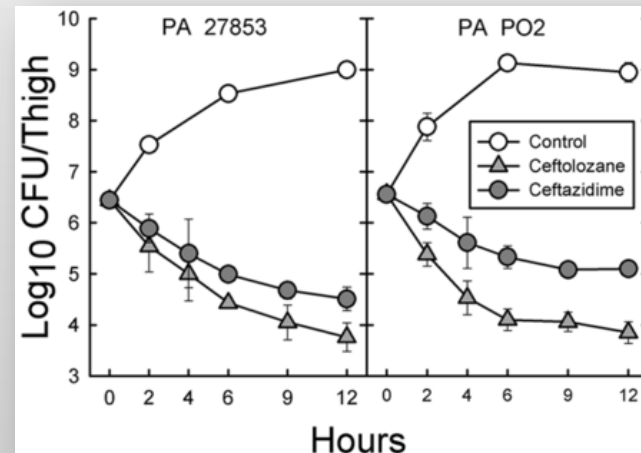 PA 27853
PA PO2
Log10 CFU/Thigh
10
9
8
7
6
5
4
3
Control
Ceftolozane
Ceftazidime
0 2 4 6 9 12
0 2 4 6 9 12
Hours